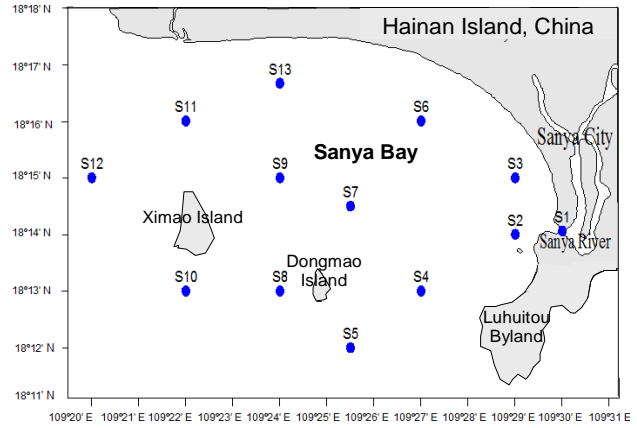 18°18' N
Hainan Island, China
18°17' N
S13
S11
S6
18°16' N
Sanya City
Sanya Bay
S12
S9
S3
18°15' N
S7
Ximao Island
S2
S1
18°14' N
Sanya River
Dongmao
Island
S10
S8
S4
18°13' N
Luhuitou
Byland
S5
18°12' N
18°11' N
109°20' E 109°21' E 109°22' E 109°23' E 109°24' E 109°25' E 109°26' E 109°27' E 109°28' E 109°29' E 109°30' E 109°31' E